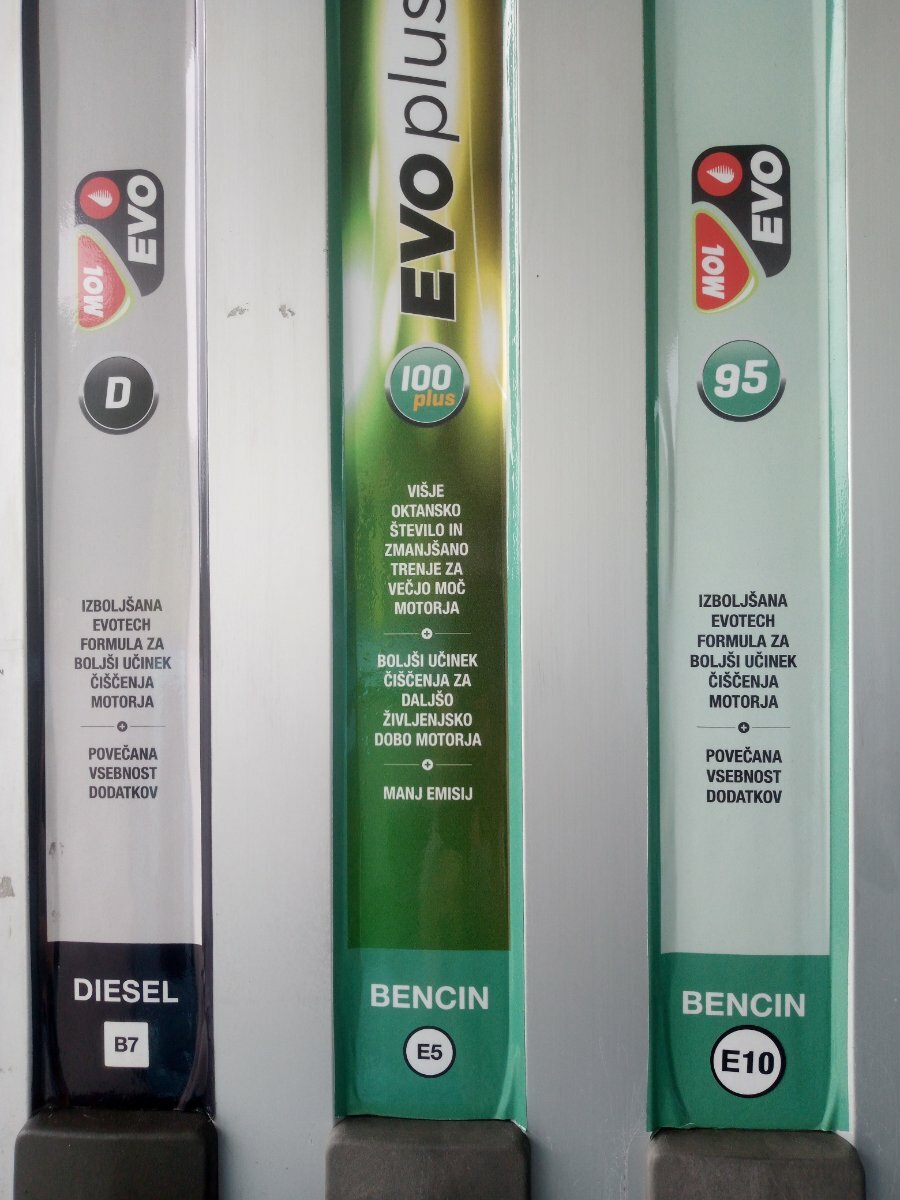 EVO
MOL
D
IZBOLJŠANA
EVOTECH
FORMULA ZA
BOLJŠI UČINEK
ČIŠČENJA
MOTORJA
+
POVEČANA
VSEBNOST
DODATKOV
DIESEL
B7
EVO plus
100
plus
VIŠJE
OKTANSKO
ŠTEVILO IN
ZMANJŠANO
TRENJE ZA
VEČJO MOČ
MOTORJA
+
BOLJŠI UČINEK
ČIŠČENJA ZA
DALJŠO
ŽIVLJENJSKO
DOBO MOTORJA
+
MANJ EMISIJ
BENCIN
E5
EVO
MOL
95
IZBOLJŠANA
EVOTECH
FORMULA ZA
BOLJŠI UČINEK
ČIŠČENJA
MOTORJA
+
POVEČANA
VSEBNOST
DODATKOV
BENCIN
E10